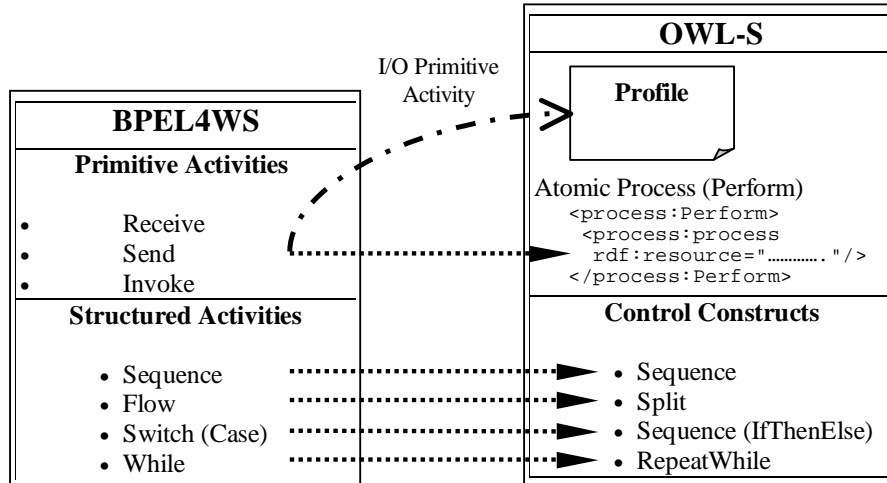 I/O Primitive
Activity
BPEL4WS
Primitive Activities
• Receive
• Send
• Invoke
Structured Activities
• Sequence
• Flow
• Switch (Case)
• While
OWL-S
Profile
Atomic Process (Perform)
<process:Perform>
<process:process
rdf:resource="…………."/>
</process:Perform>
Control Constructs
• Sequence
• Split
• Sequence (IfThenElse)
• RepeatWhile